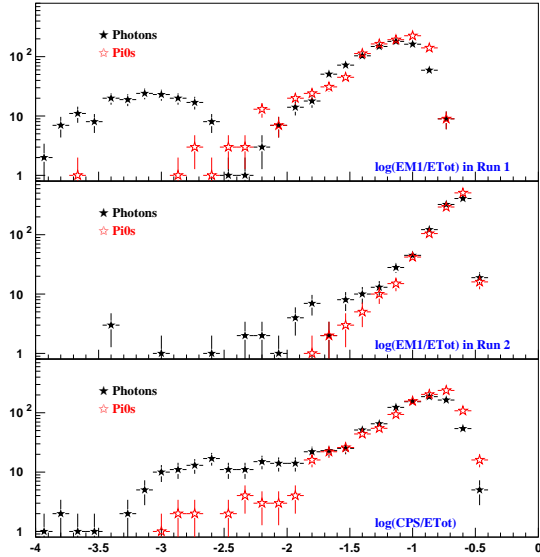 10²
10
1
★ Photons
☆ Pi0s
log(EM1/ETot) in Run 1
10²
10
1
★ Photons
☆ Pi0s
log(EM1/ETot) in Run 2
10²
10
1
★ Photons
☆ Pi0s
log(CPS/ETot)
-4 -3.5 -3 -2.5 -2 -1.5 -1 -0.5 0